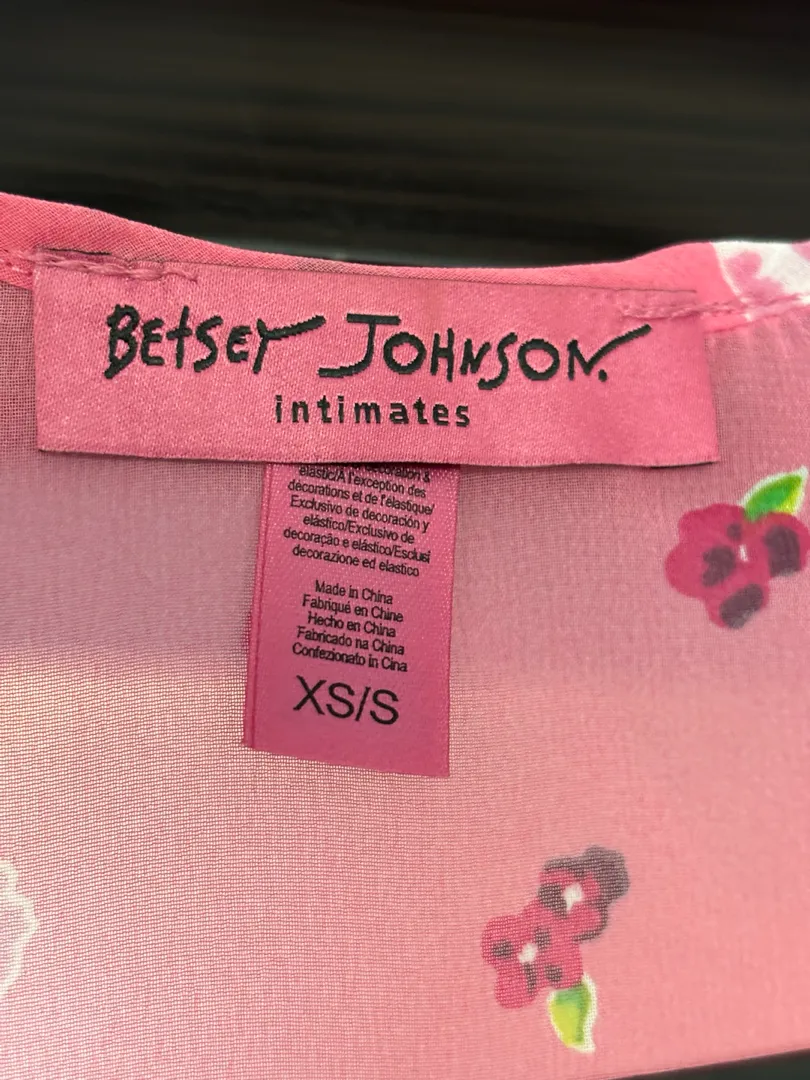 BEtSEY JOHNSON.
intimates
decoration &
elastic/A l'exception des
décorations et de l'élastique/
Exclusivo de decoración y
elástico/Exclusivo de
decoração e elástico/Esclusi
decorazione ed elastico
Made in China
Fabriqué en Chine
Hecho en China
Fabricado na China
Confezionato in Cina
XS/S